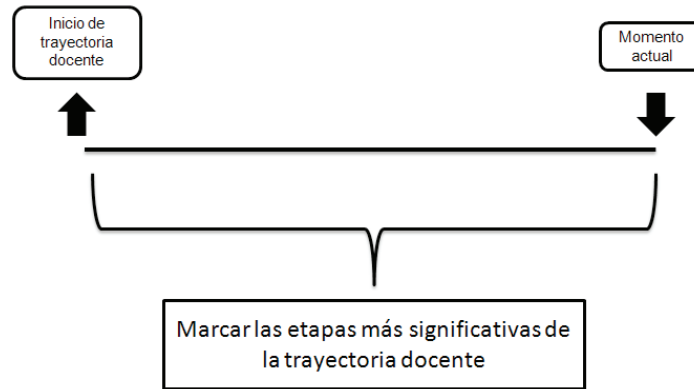 Inicio de
trayectoria
docente
Momento
actual
Marcar las etapas más significativas de
la trayectoria docente